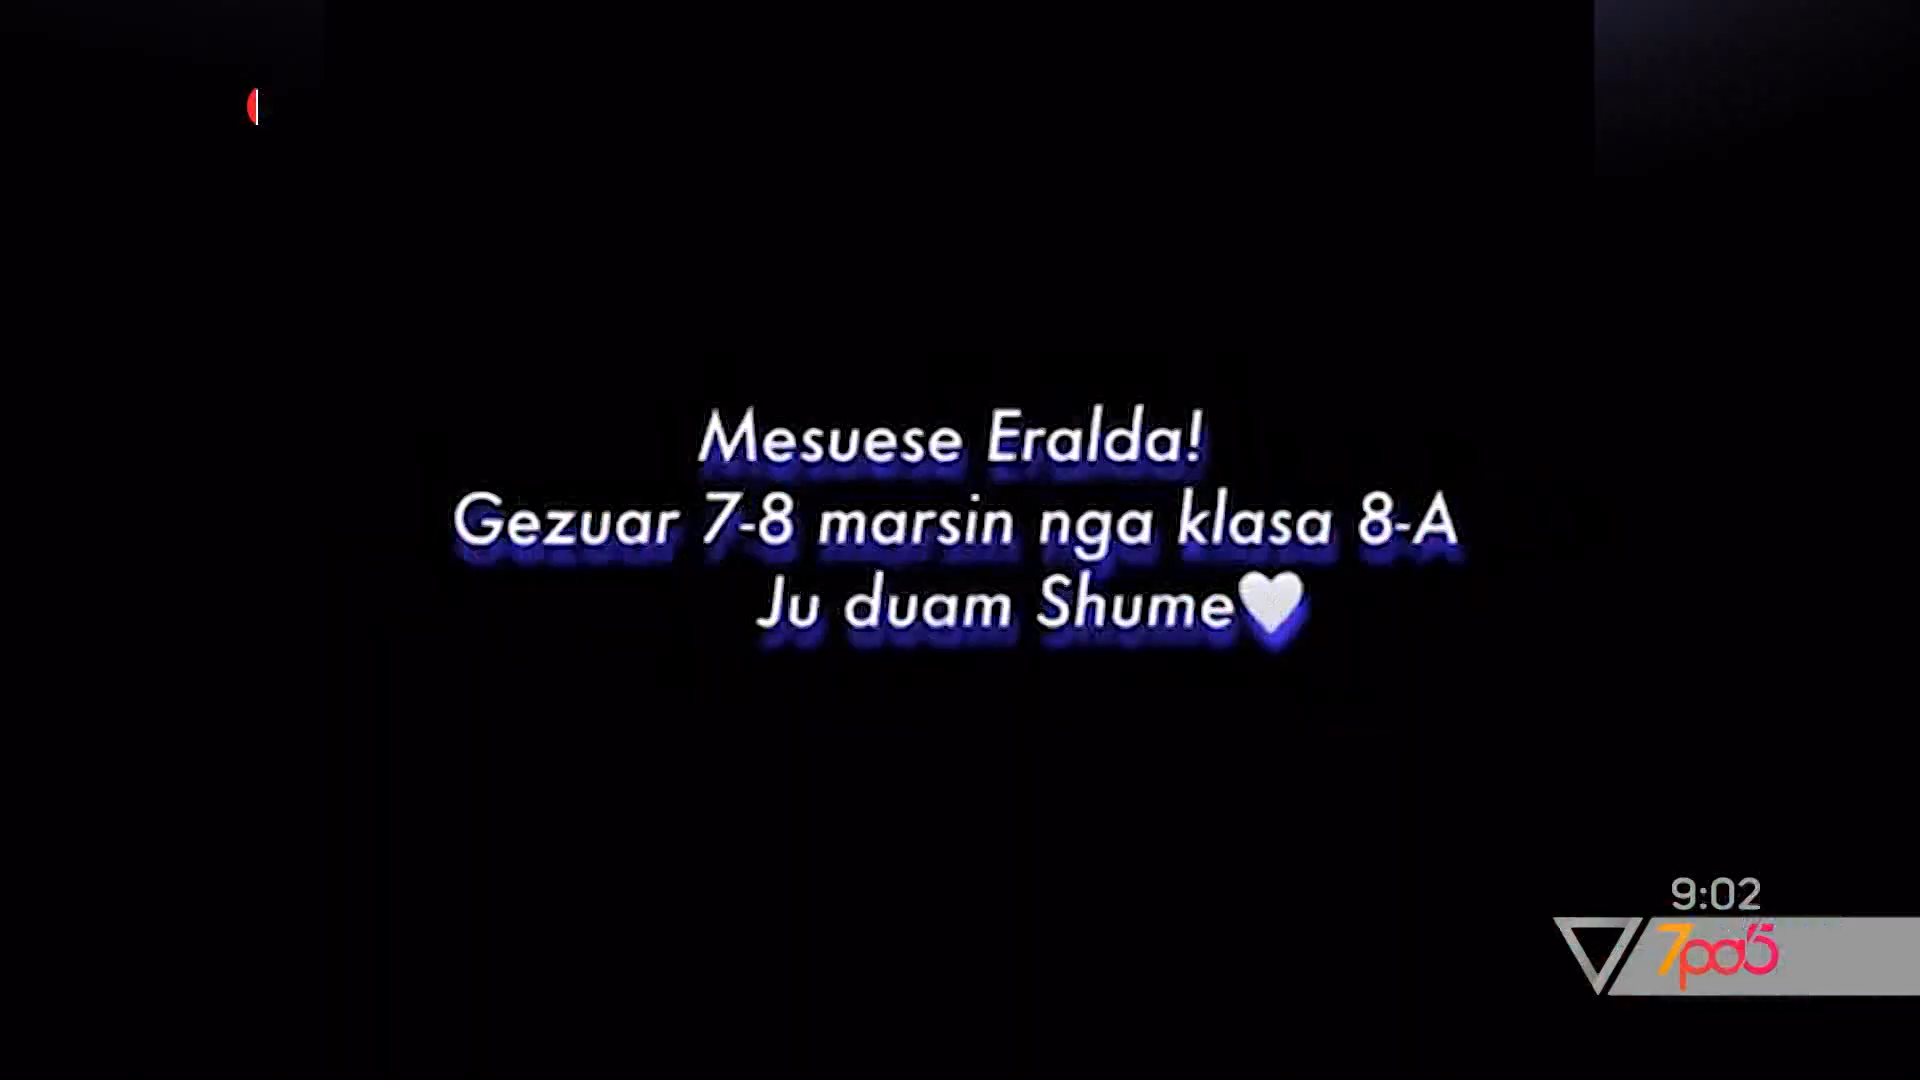 Mesuese Eralda!
Gezuar 7-8 marsin nga klasa 8-A
Ju duam Shume🤍
9:02
7pa5